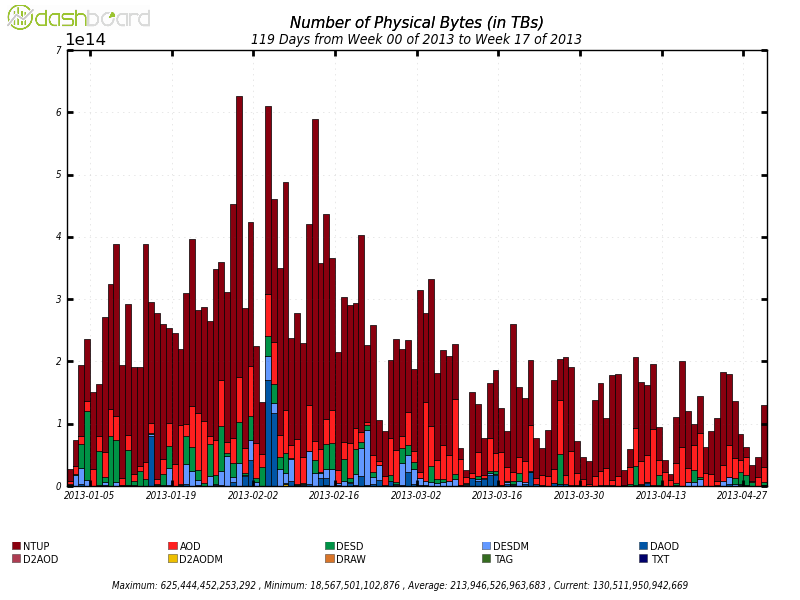 dashboard
Number of Physical Bytes (in TBs)
119 Days from Week 00 of 2013 to Week 17 of 2013
1e14
7
6
5
4
3
2
1
0
2013-01-05 2013-01-19 2013-02-02 2013-02-16 2013-03-02 2013-03-16 2013-03-30 2013-04-13 2013-04-27
NTUP AOD DESD DESDM DAOD
D2AOD D2AODM DRAW TAG TXT
Maximum: 625,444,452,253,292 , Minimum: 18,567,501,102,876 , Average: 213,946,526,963,683 , Current: 130,511,950,942,669